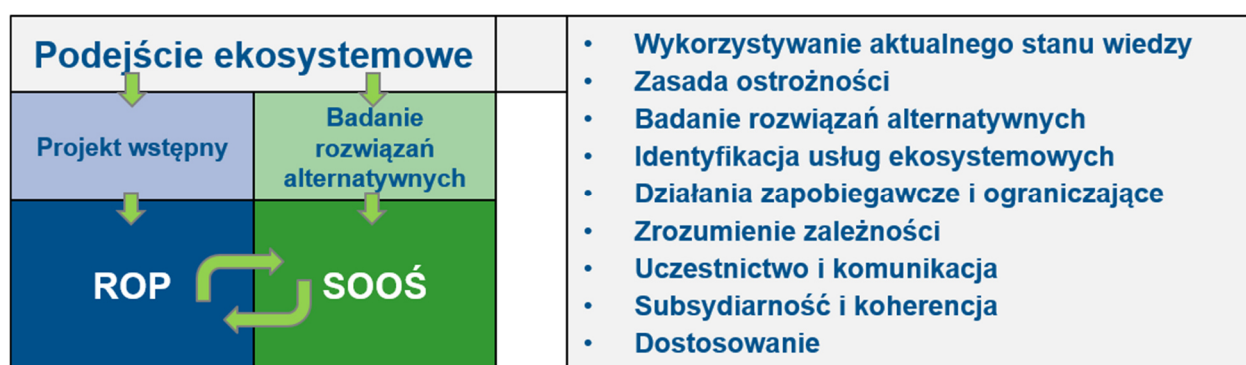 Podejście ekosystemowe
Projekt wstępny
Badanie
rozwiązań
alternatywnych
ROP
SOOŚ
• Wykorzystywanie aktualnego stanu wiedzy
• Zasada ostrożności
• Badanie rozwiązań alternatywnych
• Identyfikacja usług ekosystemowych
• Działania zapobiegawcze i ograniczające
• Zrozumienie zależności
• Uczestnictwo i komunikacja
• Subsydiarność i koherencja
• Dostosowanie